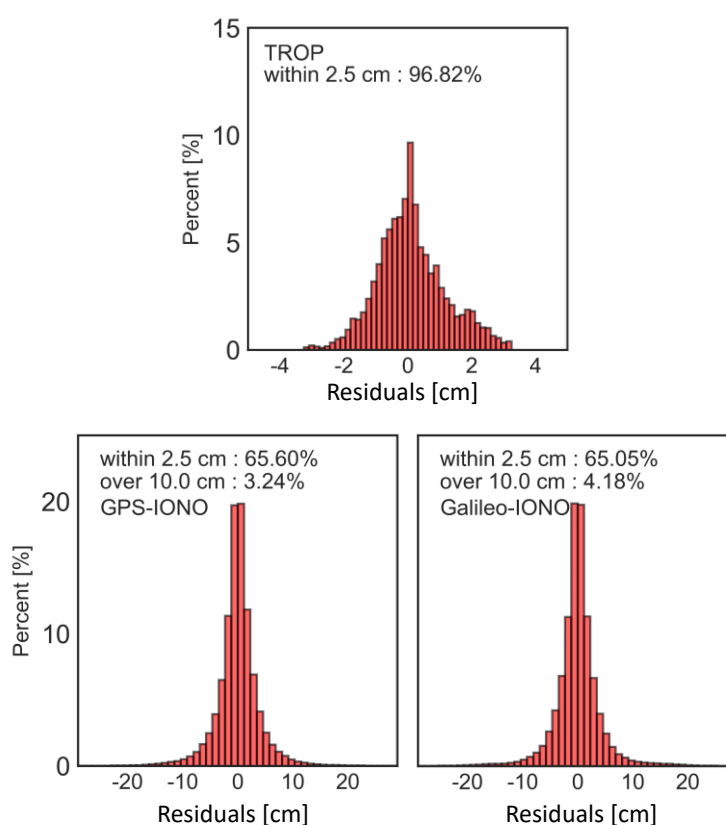 15
TROP
within 2.5 cm : 96.82%
10
Percent [%]
5
0
-4 -2 0 2 4
Residuals [cm]
within 2.5 cm : 65.60%
over 10.0 cm : 3.24%
GPS-IONO
20
Percent [%]
10
0
-20 -10 0 10 20
Residuals [cm]
within 2.5 cm : 65.05%
over 10.0 cm : 4.18%
Galileo-IONO
-20 -10 0 10 20
Residuals [cm]